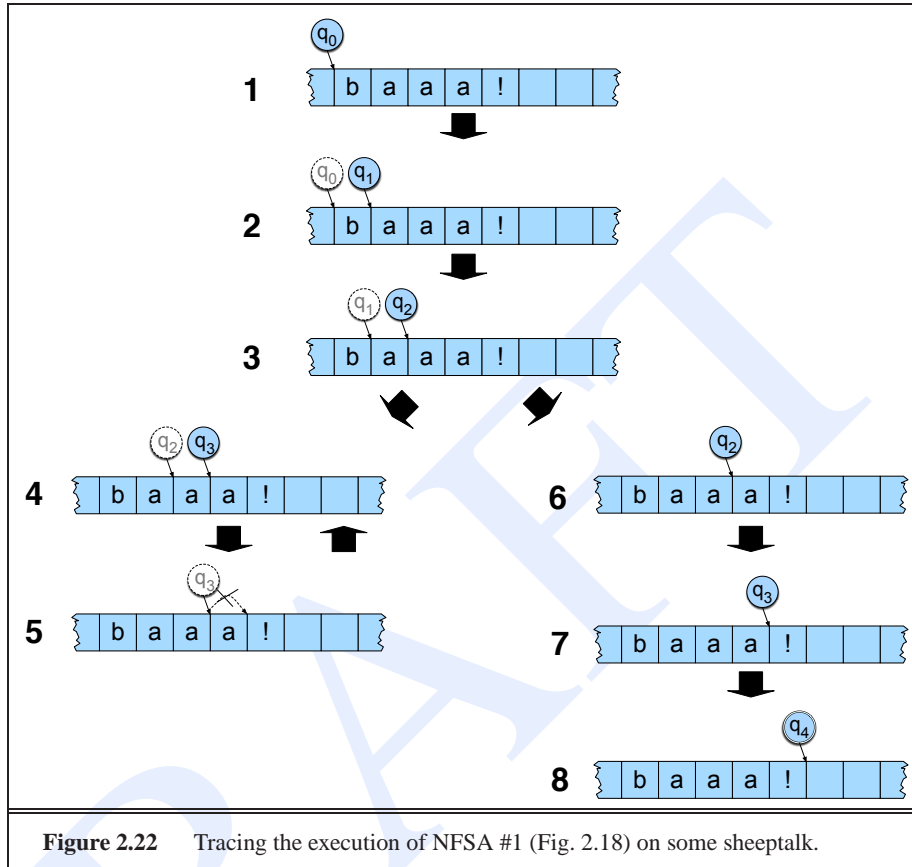 q0
1 b a a a !
q0 q1
2 b a a a !
q1 q2
3 b a a a !
q2 q3
4 b a a a !
q2
6 b a a a !
q3
5 b a a a !
q3
7 b a a a !
q4
8 b a a a !
Figure 2.22 Tracing the execution of NFSA #1 (Fig. 2.18) on some sheeptalk.